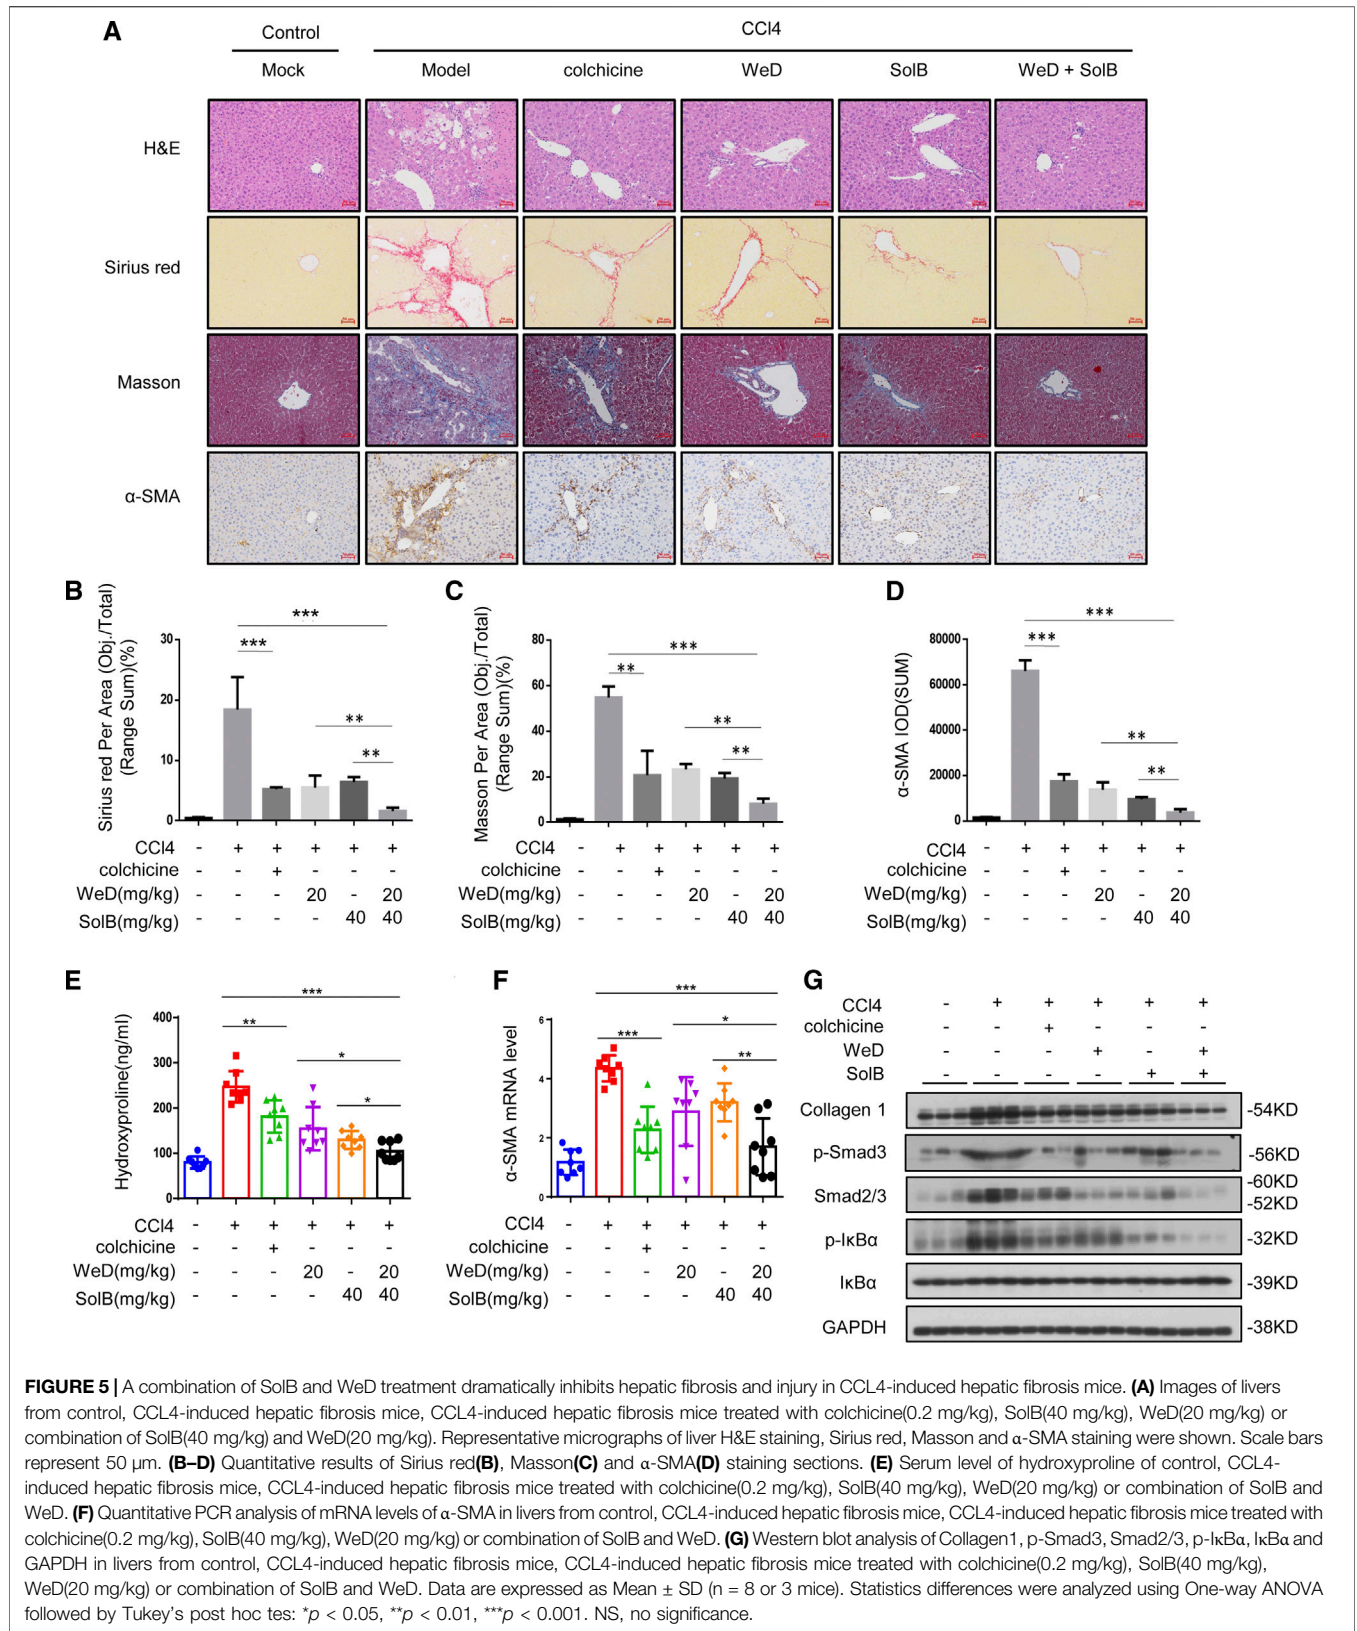 A
Control
CCl4
Mock
Model
colchicine
WeD
SolB
WeD + SolB
H&E
Sirius red
Masson
α-SMA
B
Sirius red Per Area (Obj./Total)
(Range Sum)(%)
30
20
10
0
***
***
**
**
CCl4 - + + + + +
colchicine - - + - - -
WeD(mg/kg) - - - 20 - 20
SolB(mg/kg) - - - - 40 40
C
Masson Per Area (Obj./Total)
(Range Sum)(%)
80
60
40
20
0
***
**
**
**
CCl4 - + + + + +
colchicine - - + - - -
WeD(mg/kg) - - - 20 - 20
SolB(mg/kg) - - - - 40 40
D
α-SMA IOD(SUM)
80000
60000
40000
20000
0
***
***
**
**
CCl4 - + + + + +
colchicine - - + - - -
WeD(mg/kg) - - - 20 - 20
SolB(mg/kg) - - - - 40 40
E
Hydroxyproline(ng/ml)
400
300
200
100
0
***
**
*
*
CCl4 - + + + + +
colchicine - - + - - -
WeD(mg/kg) - - - 20 - 20
SolB(mg/kg) - - - - 40 40
F
α-SMA mRNA level
6
4
2
0
***
***
*
**
CCl4 - + + + + +
colchicine - - + - - -
WeD(mg/kg) - - - 20 - 20
SolB(mg/kg) - - - - 40 40
G
CCl4 - + + + + +
colchicine - - + - - -
WeD - - - + - +
SolB - - - - + +
Collagen 1 -54KD
p-Smad3 -56KD
Smad2/3 -60KD
-52KD
p-IκBα -32KD
IκBα -39KD
GAPDH -38KD
FIGURE 5 | A combination of SolB and WeD treatment dramatically inhibits hepatic fibrosis and injury in CCL4-induced hepatic fibrosis mice. (A) Images of livers
from control, CCL4-induced hepatic fibrosis mice, CCL4-induced hepatic fibrosis mice treated with colchicine(0.2 mg/kg), SolB(40 mg/kg), WeD(20 mg/kg) or
combination of SolB(40 mg/kg) and WeD(20 mg/kg). Representative micrographs of liver H&E staining, Sirius red, Masson and α-SMA staining were shown. Scale bars
represent 50 μm. (B–D) Quantitative results of Sirius red(B), Masson(C) and α-SMA(D) staining sections. (E) Serum level of hydroxyproline of control, CCL4-
induced hepatic fibrosis mice, CCL4-induced hepatic fibrosis mice treated with colchicine(0.2 mg/kg), SolB(40 mg/kg), WeD(20 mg/kg) or combination of SolB and
WeD. (F) Quantitative PCR analysis of mRNA levels of α-SMA in livers from control, CCL4-induced hepatic fibrosis mice, CCL4-induced hepatic fibrosis mice treated with
colchicine(0.2 mg/kg), SolB(40 mg/kg), WeD(20 mg/kg) or combination of SolB and WeD. (G) Western blot analysis of Collagen1, p-Smad3, Smad2/3, p-IκBα, IκBα and
GAPDH in livers from control, CCL4-induced hepatic fibrosis mice, CCL4-induced hepatic fibrosis mice treated with colchicine(0.2 mg/kg), SolB(40 mg/kg),
WeD(20 mg/kg) or combination of SolB and WeD. Data are expressed as Mean ± SD (n = 8 or 3 mice). Statistics differences were analyzed using One-way ANOVA
followed by Tukey's post hoc tes: *p < 0.05, **p < 0.01, ***p < 0.001. NS, no significance.